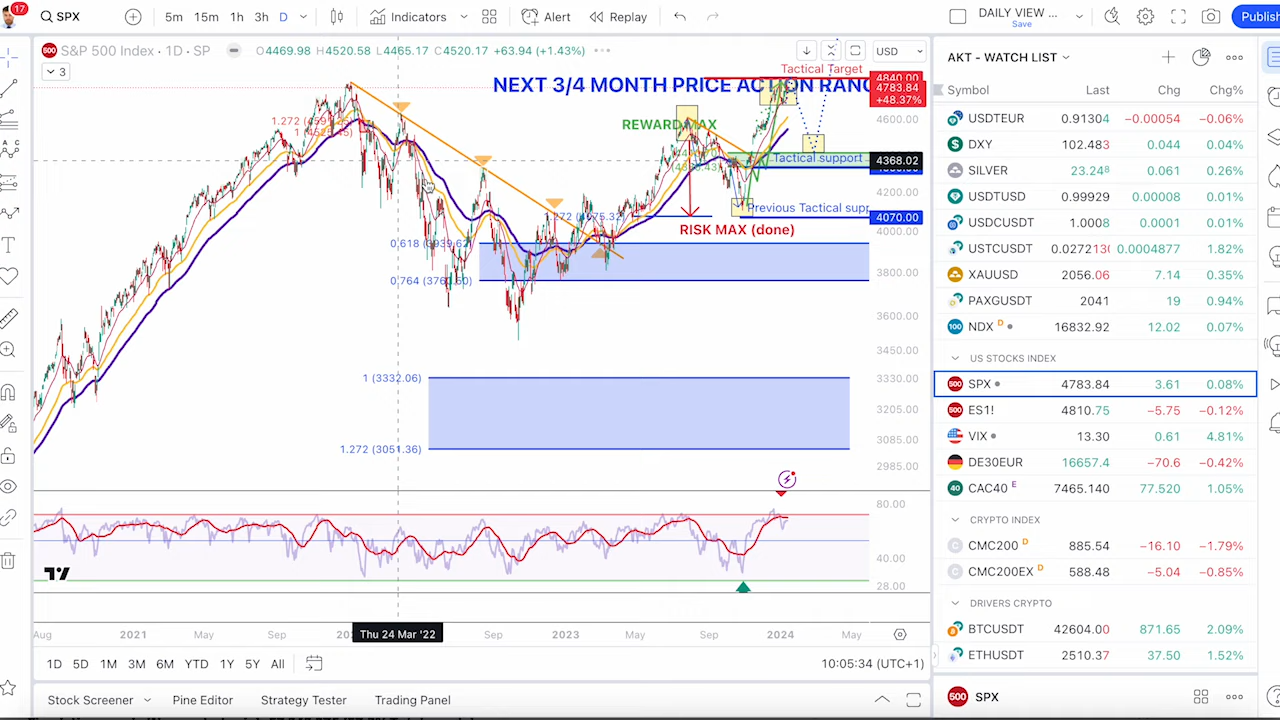 17
SPX
5m 15m 1h 3h D
Indicators
Alert
Replay
DAILY VIEW ...
Save
Publish
S&P 500 Index · 1D · SP
O4469.98 H4520.58 L4465.17 C4520.17 +63.94 (+1.43%)
USD
3
Tactical Target
NEXT 3/4 MONTH PRICE ACTION RANG
4840.00
4783.84
+48.37%
4600.00
1.272
REWARD MAX
Tactical support
4368.02
4200.00
Previous Tactical supp
4070.00
4000.00
RISK MAX (done)
0.618
0.764
3800.00
3600.00
3450.00
1 (3332.06)
3330.00
3205.00
3085.00
1.272 (3051.36)
2985.00
80.00
40.00
28.00
Aug 2021 May Sep Thu 24 Mar '22 Sep 2023 May Sep 2024 May
1D 5D 1M 3M 6M YTD 1Y 5Y All
10:05:34 (UTC+1)
Stock Screener Pine Editor Strategy Tester Trading Panel
AKT - WATCH LIST
Symbol Last Chg Chg%
USDTEUR 0.91304 −0.00054 −0.06%
DXY 102.483 0.044 0.04%
SILVER 23.248 0.061 0.26%
USDTUSD 0.99929 0.00008 0.01%
USDCUSDT 1.0008 0.0001 0.01%
0.0004877 1.82%
XAUUSD 2056.06 7.14 0.35%
PAXGUSDT 2041 19 0.94%
100 NDX D 16832.92 12.02 0.07%
US STOCKS INDEX
500 SPX 4783.84 3.61 0.08%
500 ES1! 4810.75 −5.75 −0.12%
VIX 13.30 0.61 4.81%
DE30EUR 16657.4 −70.6 −0.42%
40 CAC40 E 7465.140 77.520 1.05%
CRYPTO INDEX
C CMC200 D 885.54 −16.10 −1.79%
C CMC200EX D 588.48 −5.04 −0.85%
DRIVERS CRYPTO
BTCUSDT 42604.00 871.65 2.09%
ETHUSDT 2510.37 37.50 1.52%
500 SPX